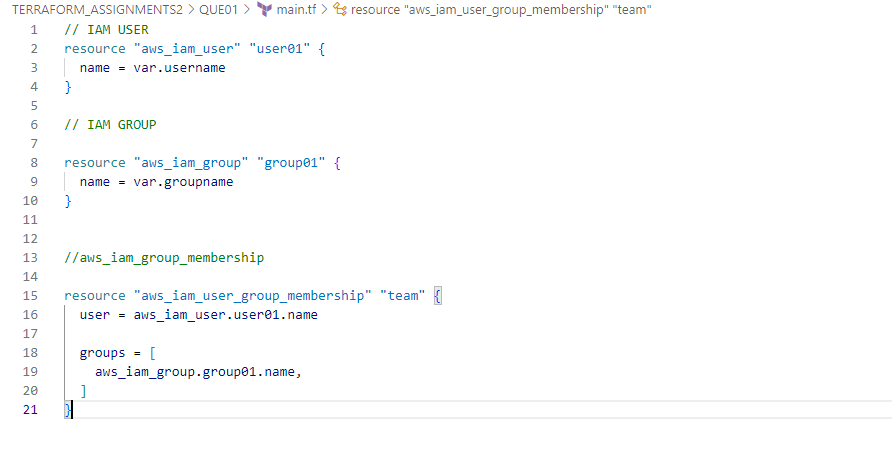 TERRAFORM_ASSIGNMENTS2 > QUE01 > main.tf > resource "aws_iam_user_group_membership" "team"
1 // IAM USER
2 resource "aws_iam_user" "user01" {
3 name = var.username
4 }
5
6 // IAM GROUP
7
8 resource "aws_iam_group" "group01" {
9 name = var.groupname
10 }
11
12
13 //aws_iam_group_membership
14
15 resource "aws_iam_user_group_membership" "team" {
16 user = aws_iam_user.user01.name
17
18 groups = [
19 aws_iam_group.group01.name,
20 ]
21 }